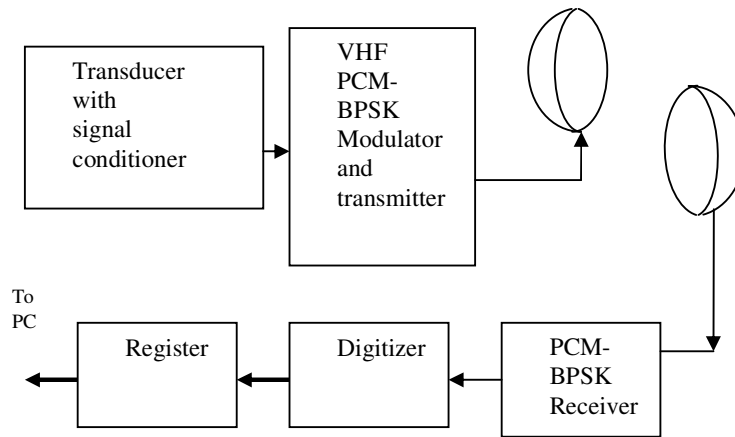 Transducer
with
signal
conditioner
VHF
PCM-
BPSK
Modulator
and
transmitter
To
PC
Register
Digitizer
PCM-
BPSK
Receiver